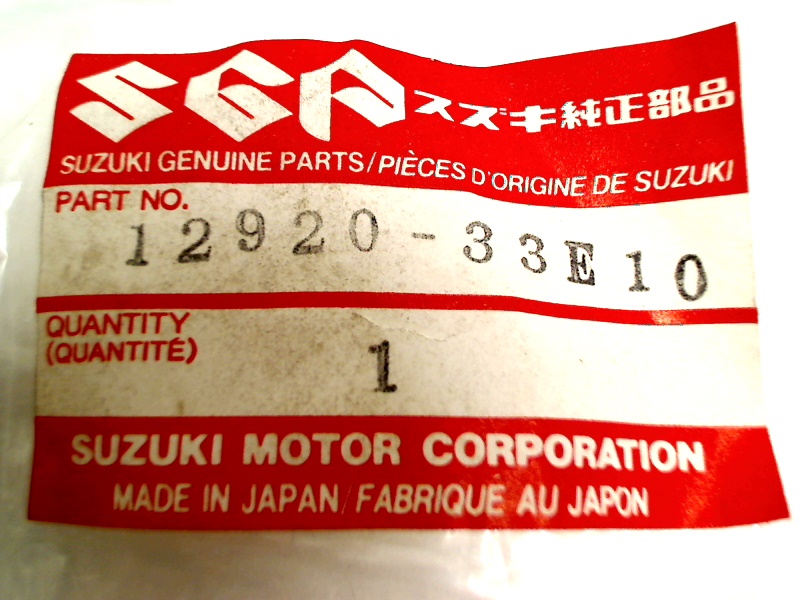 SGP スズキ純正部品
SUZUKI GENUINE PARTS/PIÈCES D'ORIGINE DE SUZUKI
PART NO.
12920-33E10
QUANTITY
(QUANTITÉ)
1
SUZUKI MOTOR CORPORATION
MADE IN JAPAN/FABRIQUE AU JAPON